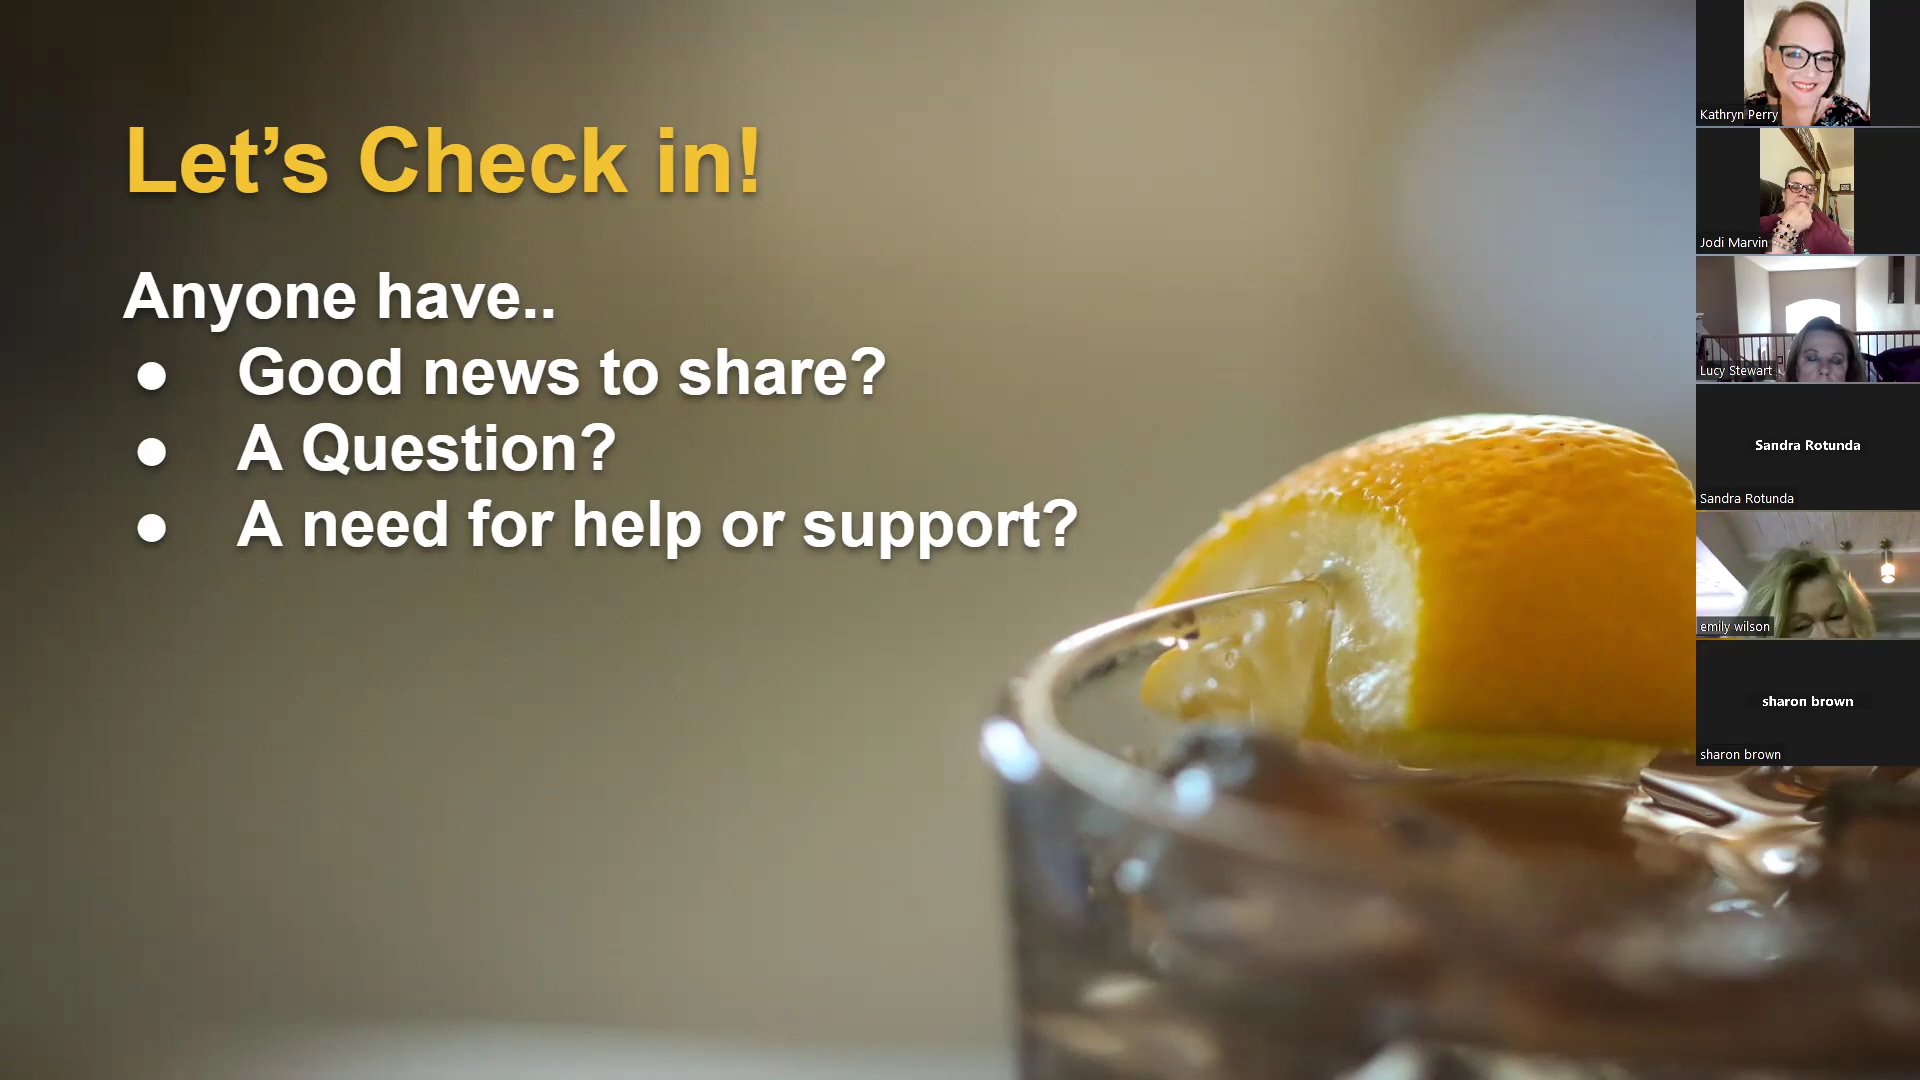 Let’s Check in!
Anyone have..
● Good news to share?
● A Question?
● A need for help or support?
Kathryn Perry
Jodi Marvin
Lucy Stewart
Sandra Rotunda
Sandra Rotunda
emily wilson
sharon brown
sharon brown